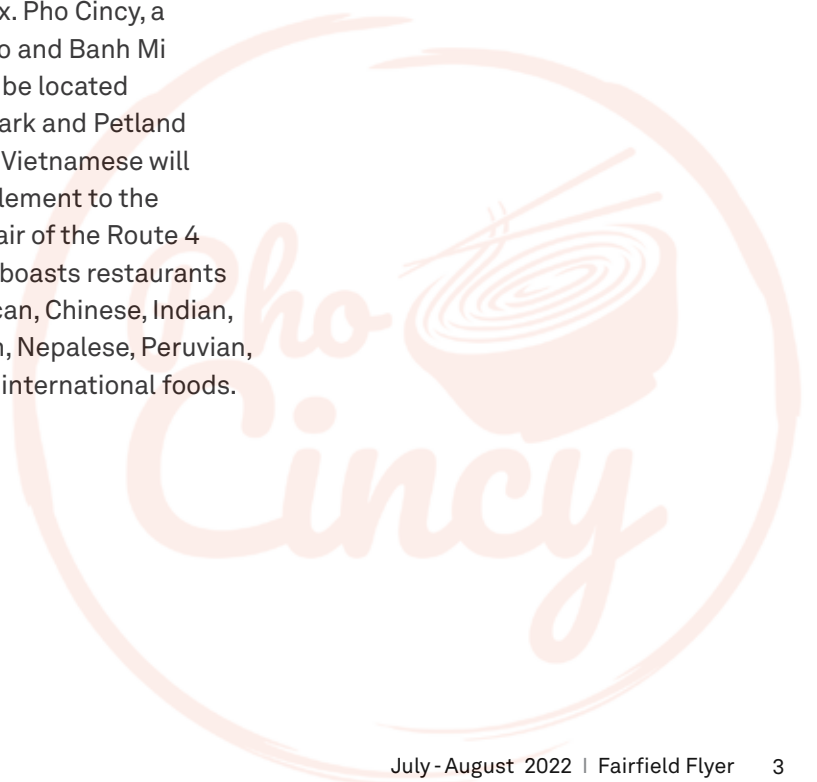 x. Pho Cincy, a
o and Banh Mi
be located
ark and Petland
Vietnamese will
lement to the
air of the Route 4
boasts restaurants
can, Chinese, Indian,
n, Nepalese, Peruvian,
international foods.
Pho
Cincy
July - August 2022 | Fairfield Flyer 3